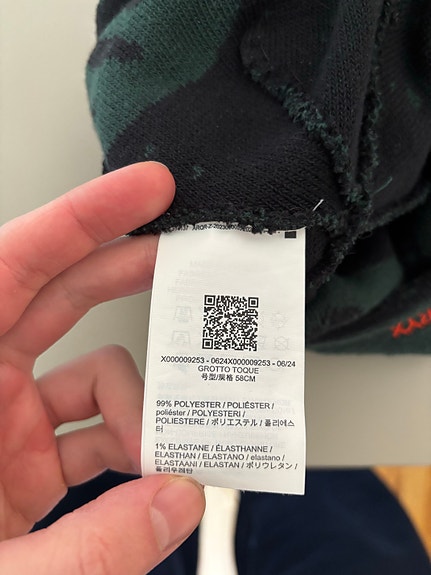 X000009253 - 0624X000009253 - 06/24
GROTTO TOQUE
号型/规格 58CM
99% POLYESTER / POLIÉSTER /
poliéster / POLYESTERI /
POLIESTERE / ポリエステル / 폴리에스
터
1% ELASTANE / ÉLASTHANNE /
ELASTHAN / ELASTANO / elastano /
ELASTAANI / ELASTAN / ポリウレタン /
폴리우레탄